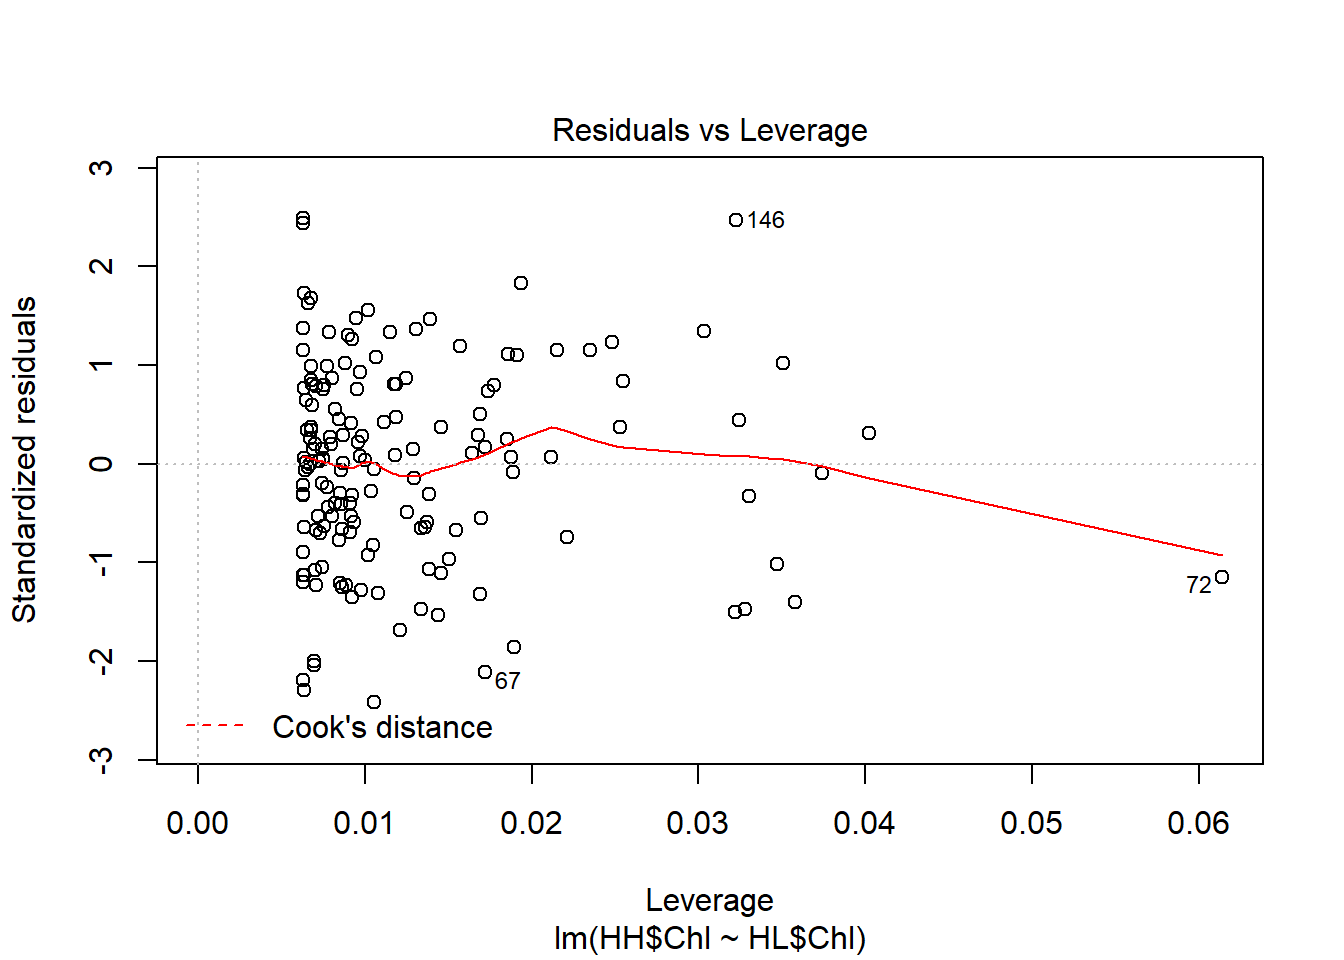 Residuals vs Leverage
Standardized residuals
3
2
1
0
-1
-2
-3
146
72
67
Cook's distance
0.00 0.01 0.02 0.03 0.04 0.05 0.06
Leverage
lm(HH$Chl ~ HL$Chl)